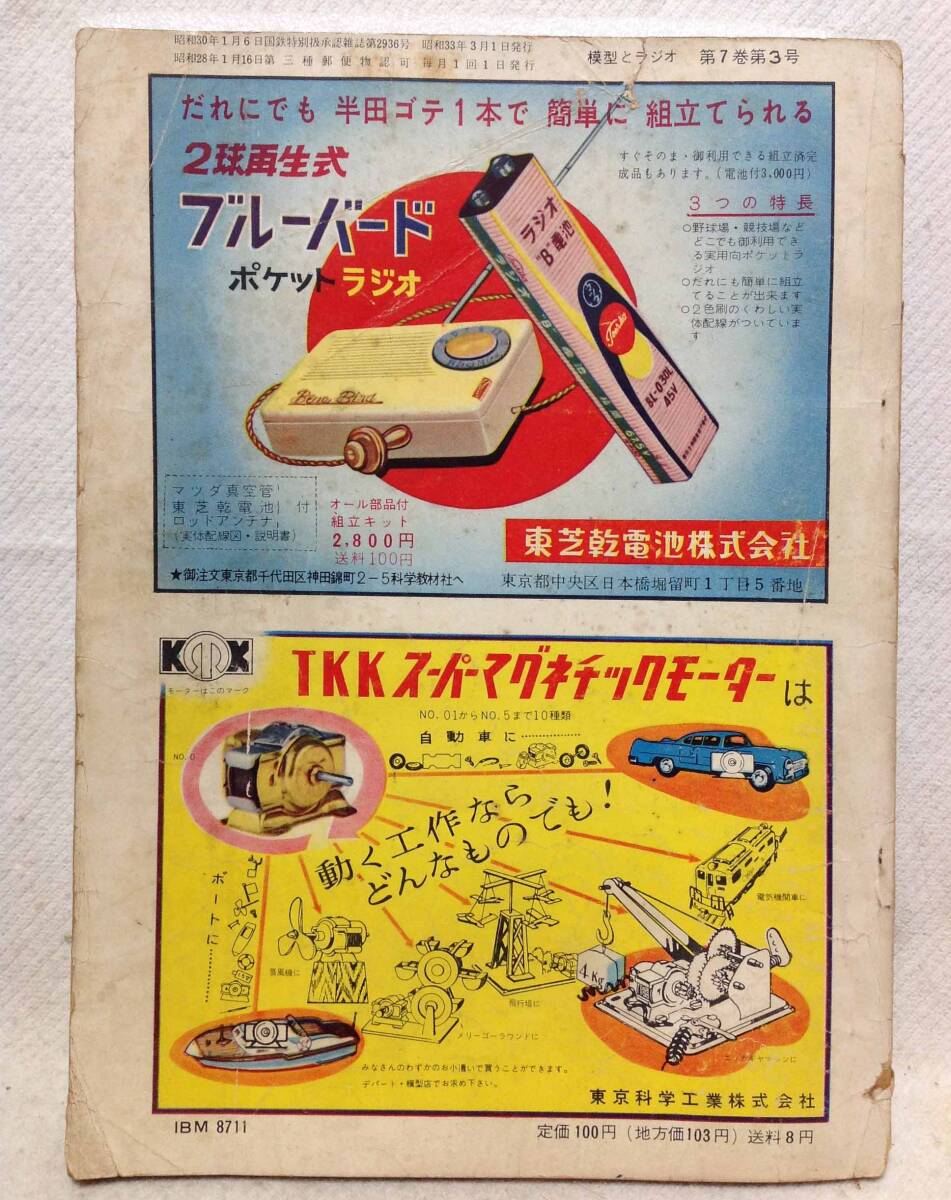 昭和30年1月6日国鉄特別扱承認雑誌第2936号 昭和33年3月1日発行
昭和28年1月16日第三種郵便物認可 毎月1回1日発行
模型とラジオ 第7巻第3号
だれにでも 半田ゴテ1本で 簡単に 組立てられる
2球再生式
ブルーバード
ポケットラジオ
すぐそのまま・御利用できる組立済完
成品もあります。(電池付3,000円)
3つの特長
○野球場・競技場など
どこでも御利用でき
る実用向ポケットラ
ジオ
○だれにも簡単に組立
てることが出来ます
○2色刷のくわしい実
体配線がついていま
す
ラジオ
"B"電池
BL-030L
45V
マツダ真空管
東芝乾電池 付
ロッドアンテナ
(実体配線図・説明書)
オール部品付
組立キット
2,800円
送料100円
東芝乾電池株式会社
★御注文東京都千代田区神田錦町2-5科学教材社へ
東京都中央区日本橋堀留町1丁目5番地
モーターはこのマーク
TKKスーパーマグネチックモーターは
NO.01からNO.5まで10種類
自動車に
NO.0
動く工作なら
どんなものでも!
電気機関車に
ボートに
扇風機に
メリーゴーラウンドに
飛行塔に
4Kg
みなさんのわずかのお小遣いで買うことができます。
デパート・模型店でお求め下さい。
東京科学工業株式会社
IBM 8711
定価100円(地方価103円)送料8円